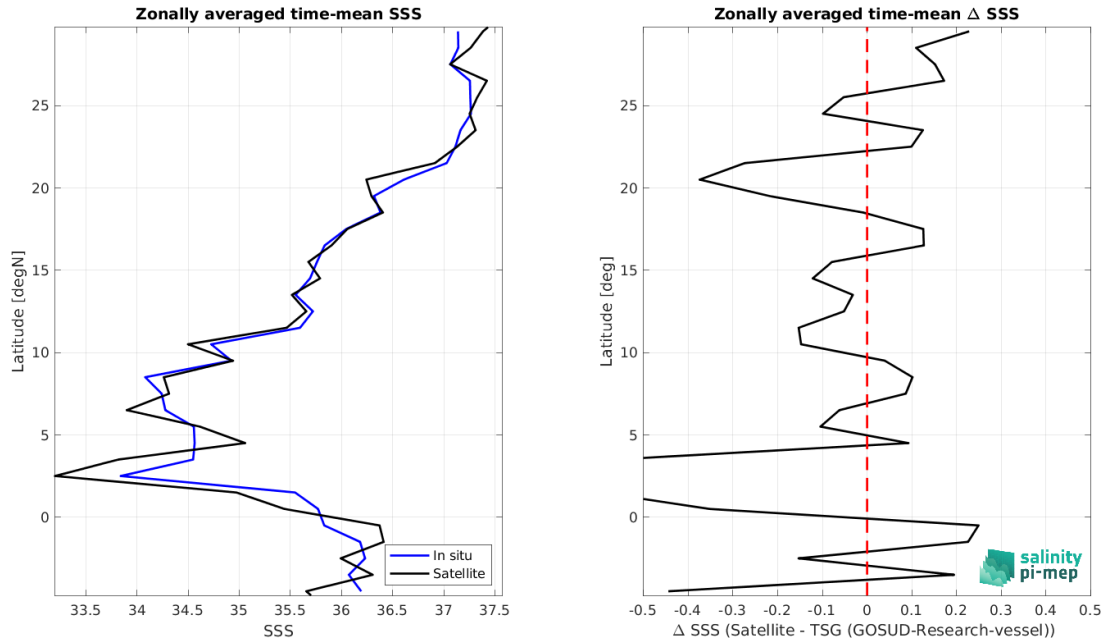 Zonally averaged time-mean SSS
Latitude [degN]
25
20
15
10
5
0
33.5 34 34.5 35 35.5 36 36.5 37 37.5
SSS
In situ
Satellite
Zonally averaged time-mean Δ SSS
Latitude [deg]
25
20
15
10
5
0
-0.5 -0.4 -0.3 -0.2 -0.1 0 0.1 0.2 0.3 0.4 0.5
Δ SSS (Satellite - TSG (GOSUD-Research-vessel))
salinity
pi-mep